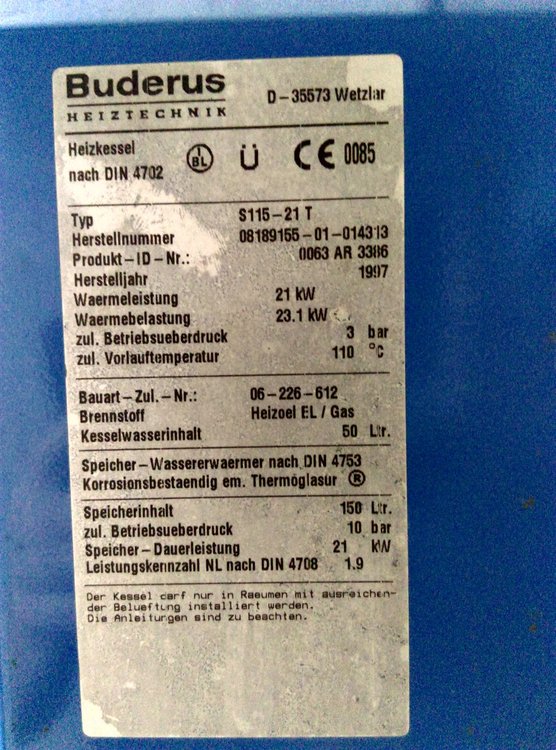 Buderus
HEIZTECHNIK
D-35573 Wetzlar
Heizkessel
nach DIN 4702
BL Ü CE 0085
Typ S115-21 T
Herstellnummer 08189155-01-014313
Produkt-ID-Nr.: 0063 AR 3386
Herstelljahr 1997
Waermeleistung 21 kW
Waermebelastung 23.1 kW
zul. Betriebsueberdruck 3 bar
zul. Vorlauftemperatur 110 °C
Bauart-Zul.-Nr.: 06-226-612
Brennstoff Heizoel EL / Gas
Kesselwasserinhalt 50 Ltr.
Speicher-Wassererwaermer nach DIN 4753
Korrosionsbestaendig em. Thermoglasur ®
Speicherinhalt 150 Ltr.
zul. Betriebsueberdruck 10 bar
Speicher-Dauerleistung 21 kW
Leistungskennzahl NL nach DIN 4708 1.9
Der Kessel darf nur in Raeumen mit ausreichen-
der Belueftung installiert werden.
Die Anleitungen sind zu beachten.